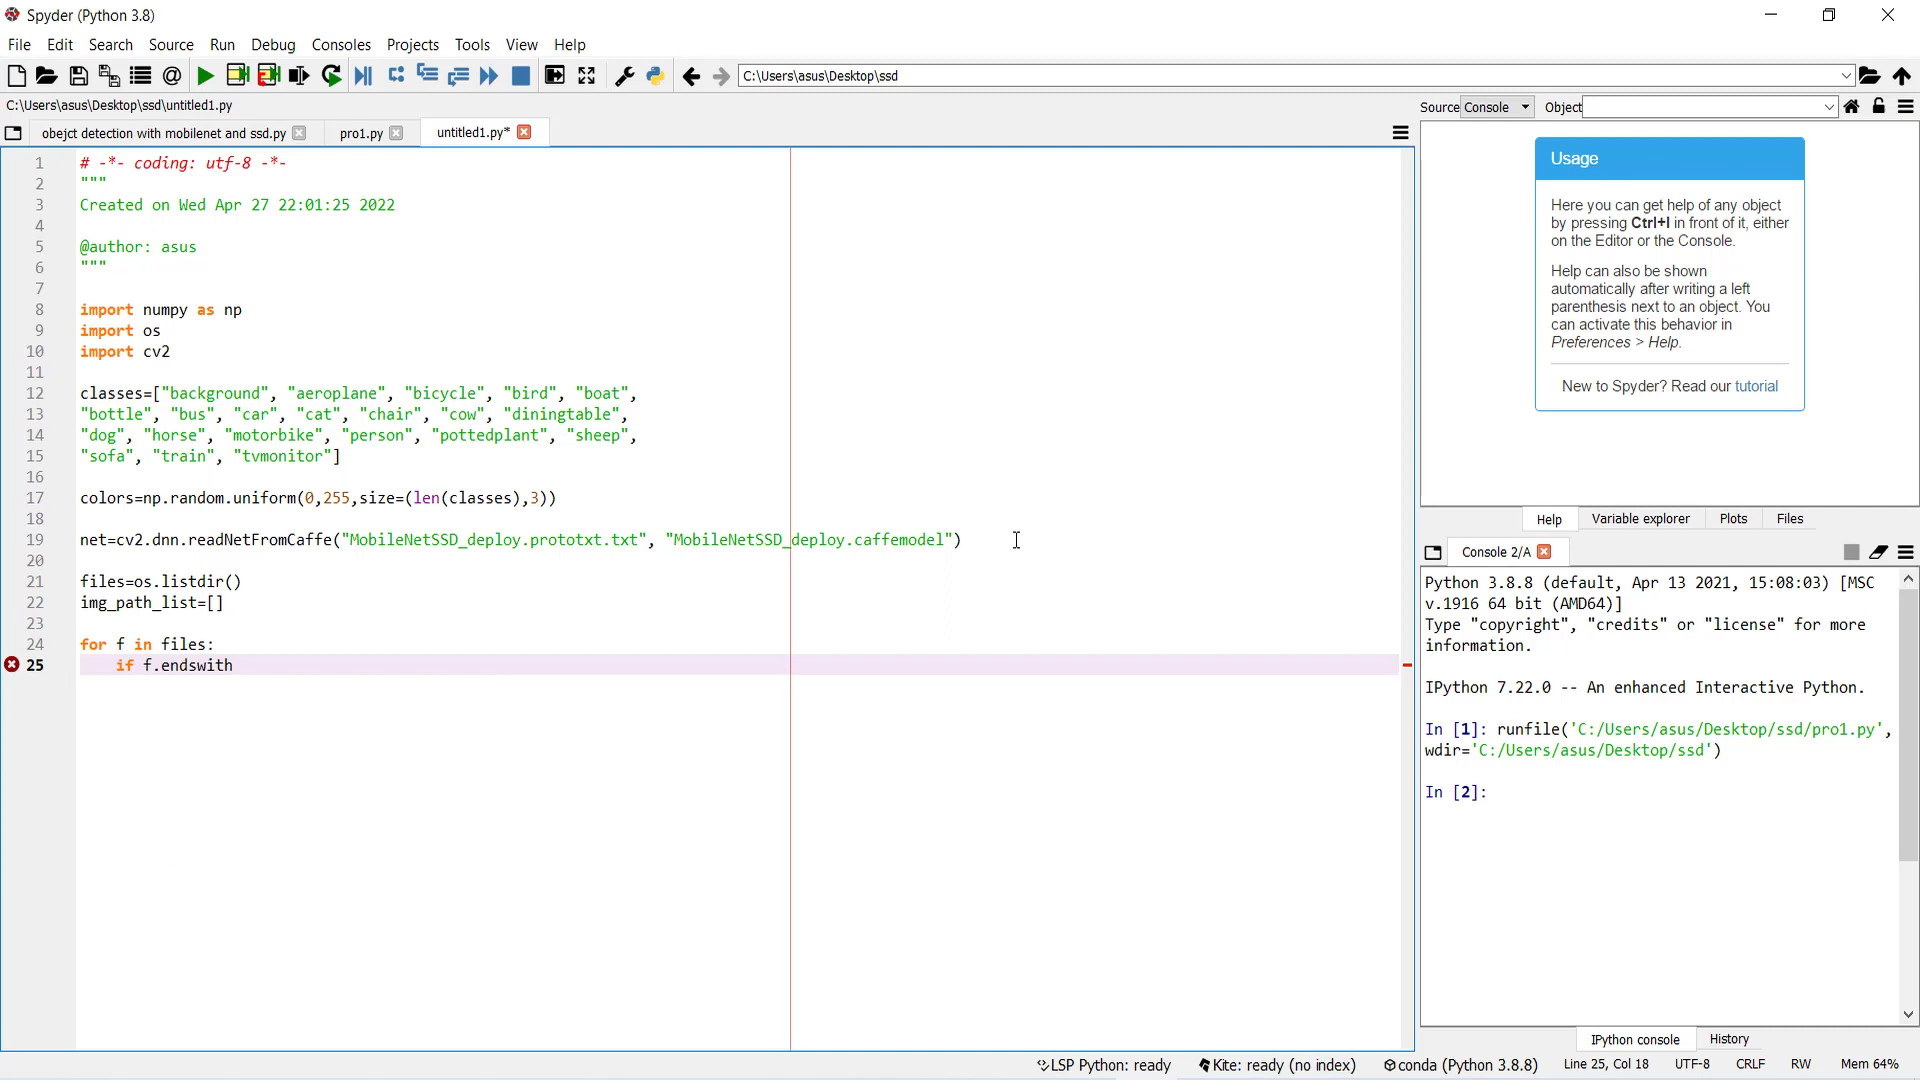 Spyder (Python 3.8)
File Edit Search Source Run Debug Consoles Projects Tools View Help
C:\Users\asus\Desktop\ssd
C:\Users\asus\Desktop\ssd\untitled1.py
obejct detection with mobilenet and ssd.py pro1.py untitled1.py*
1 # -*- coding: utf-8 -*-
2 """
3 Created on Wed Apr 27 22:01:25 2022
4
5 @author: asus
6 """
7
8 import numpy as np
9 import os
10 import cv2
11
12 classes=["background", "aeroplane", "bicycle", "bird", "boat",
13 "bottle", "bus", "car", "cat", "chair", "cow", "diningtable",
14 "dog", "horse", "motorbike", "person", "pottedplant", "sheep",
15 "sofa", "train", "tvmonitor"]
16
17 colors=np.random.uniform(0,255,size=(len(classes),3))
18
19 net=cv2.dnn.readNetFromCaffe("MobileNetSSD_deploy.prototxt.txt", "MobileNetSSD_deploy.caffemodel")
20
21 files=os.listdir()
22 img_path_list=[]
23
24 for f in files:
25 if f.endswith
Source Console Object
Usage
Here you can get help of any object
by pressing Ctrl+I in front of it, either
on the Editor or the Console.
Help can also be shown
automatically after writing a left
parenthesis next to an object. You
can activate this behavior in
Preferences > Help.
New to Spyder? Read our tutorial
Help Variable explorer Plots Files
Console 2/A
Python 3.8.8 (default, Apr 13 2021, 15:08:03) [MSC
v.1916 64 bit (AMD64)]
Type "copyright", "credits" or "license" for more
information.
IPython 7.22.0 -- An enhanced Interactive Python.
In [1]: runfile('C:/Users/asus/Desktop/ssd/pro1.py',
wdir='C:/Users/asus/Desktop/ssd')
In [2]:
IPython console History
LSP Python: ready Kite: ready (no index) conda (Python 3.8.8) Line 25, Col 18 UTF-8 CRLF RW Mem 64%